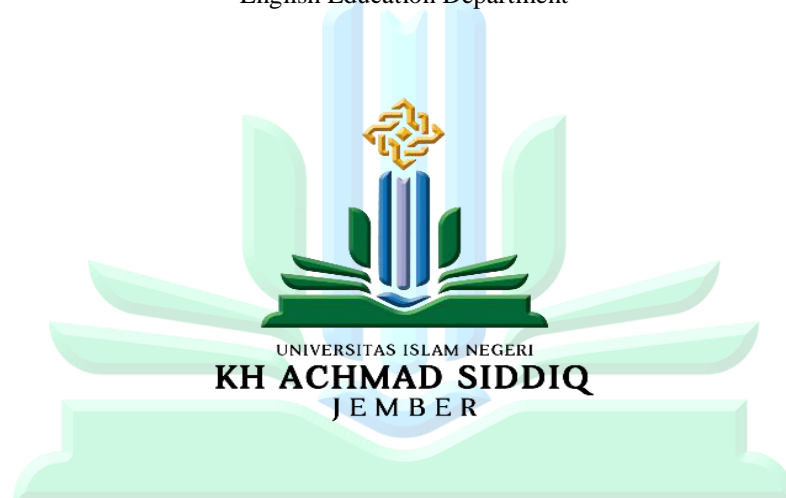 English Education Department
UNIVERSITAS ISLAM NEGERI
KH ACHMAD SIDDIQ
JEMBER